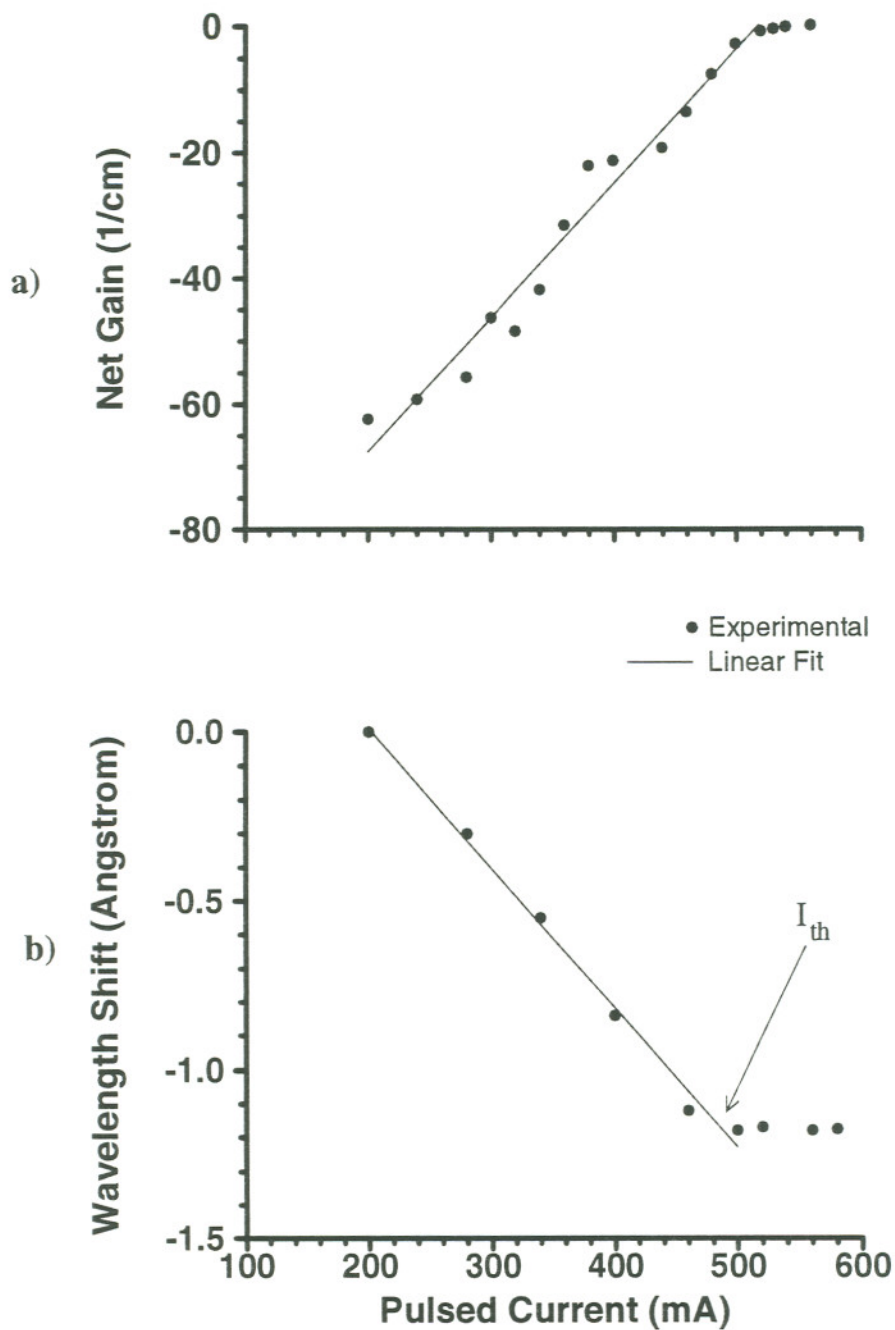 a)
Net Gain (1/cm)
0
-20
-40
-60
-80
Experimental
Linear Fit
b)
Wavelength Shift (Angstrom)
0.0
-0.5
-1.0
-1.5
I th
100 200 300 400 500 600
Pulsed Current (mA)